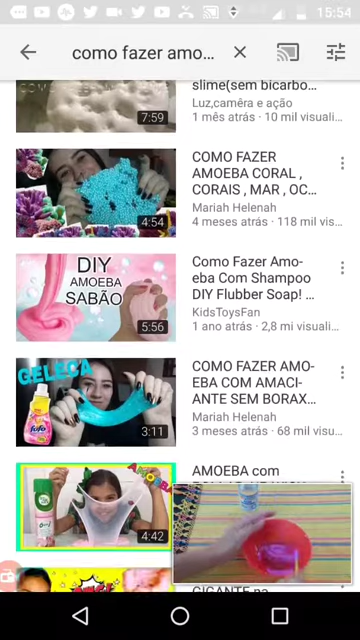 15:54
como fazer amo...
slime(sem bicarbo...
Luz,camêra e ação
1 mês atrás · 10 mil visuali...
7:59
COMO FAZER
AMOEBA CORAL ,
CORAIS , MAR , OC...
Mariah Helenah
4 meses atrás · 118 mil vis...
4:54
Como Fazer Amo-
eba Com Shampoo
DIY Flubber Soap! ...
KidsToysFan
1 ano atrás · 2,8 mi visuali...
DIY
AMOEBA
SABÃO
5:56
COMO FAZER AMO-
EBA COM AMACI-
ANTE SEM BORAX...
Mariah Helenah
3 meses atrás · 68 mil visu...
GELECA
fofo
3:11
AMOEBA com
AMOEBA
4:42
GIGANTE na